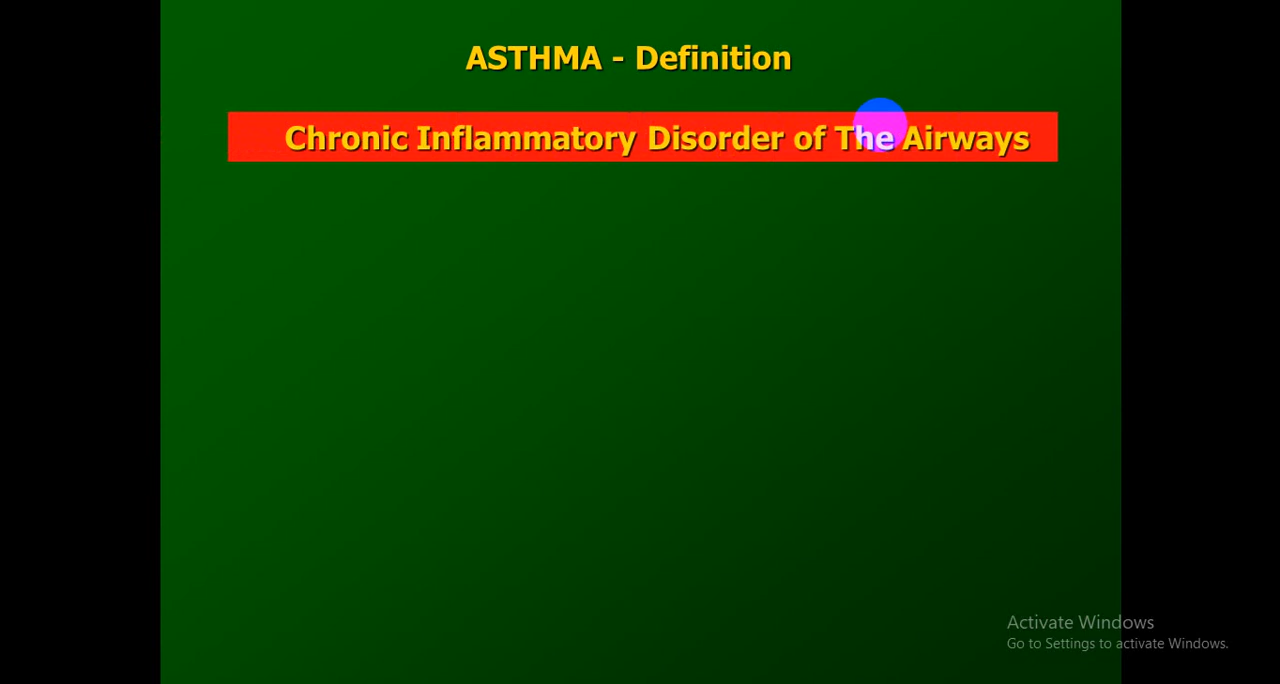 ASTHMA - Definition
Chronic Inflammatory Disorder of The Airways
Activate Windows
Go to Settings to activate Windows.